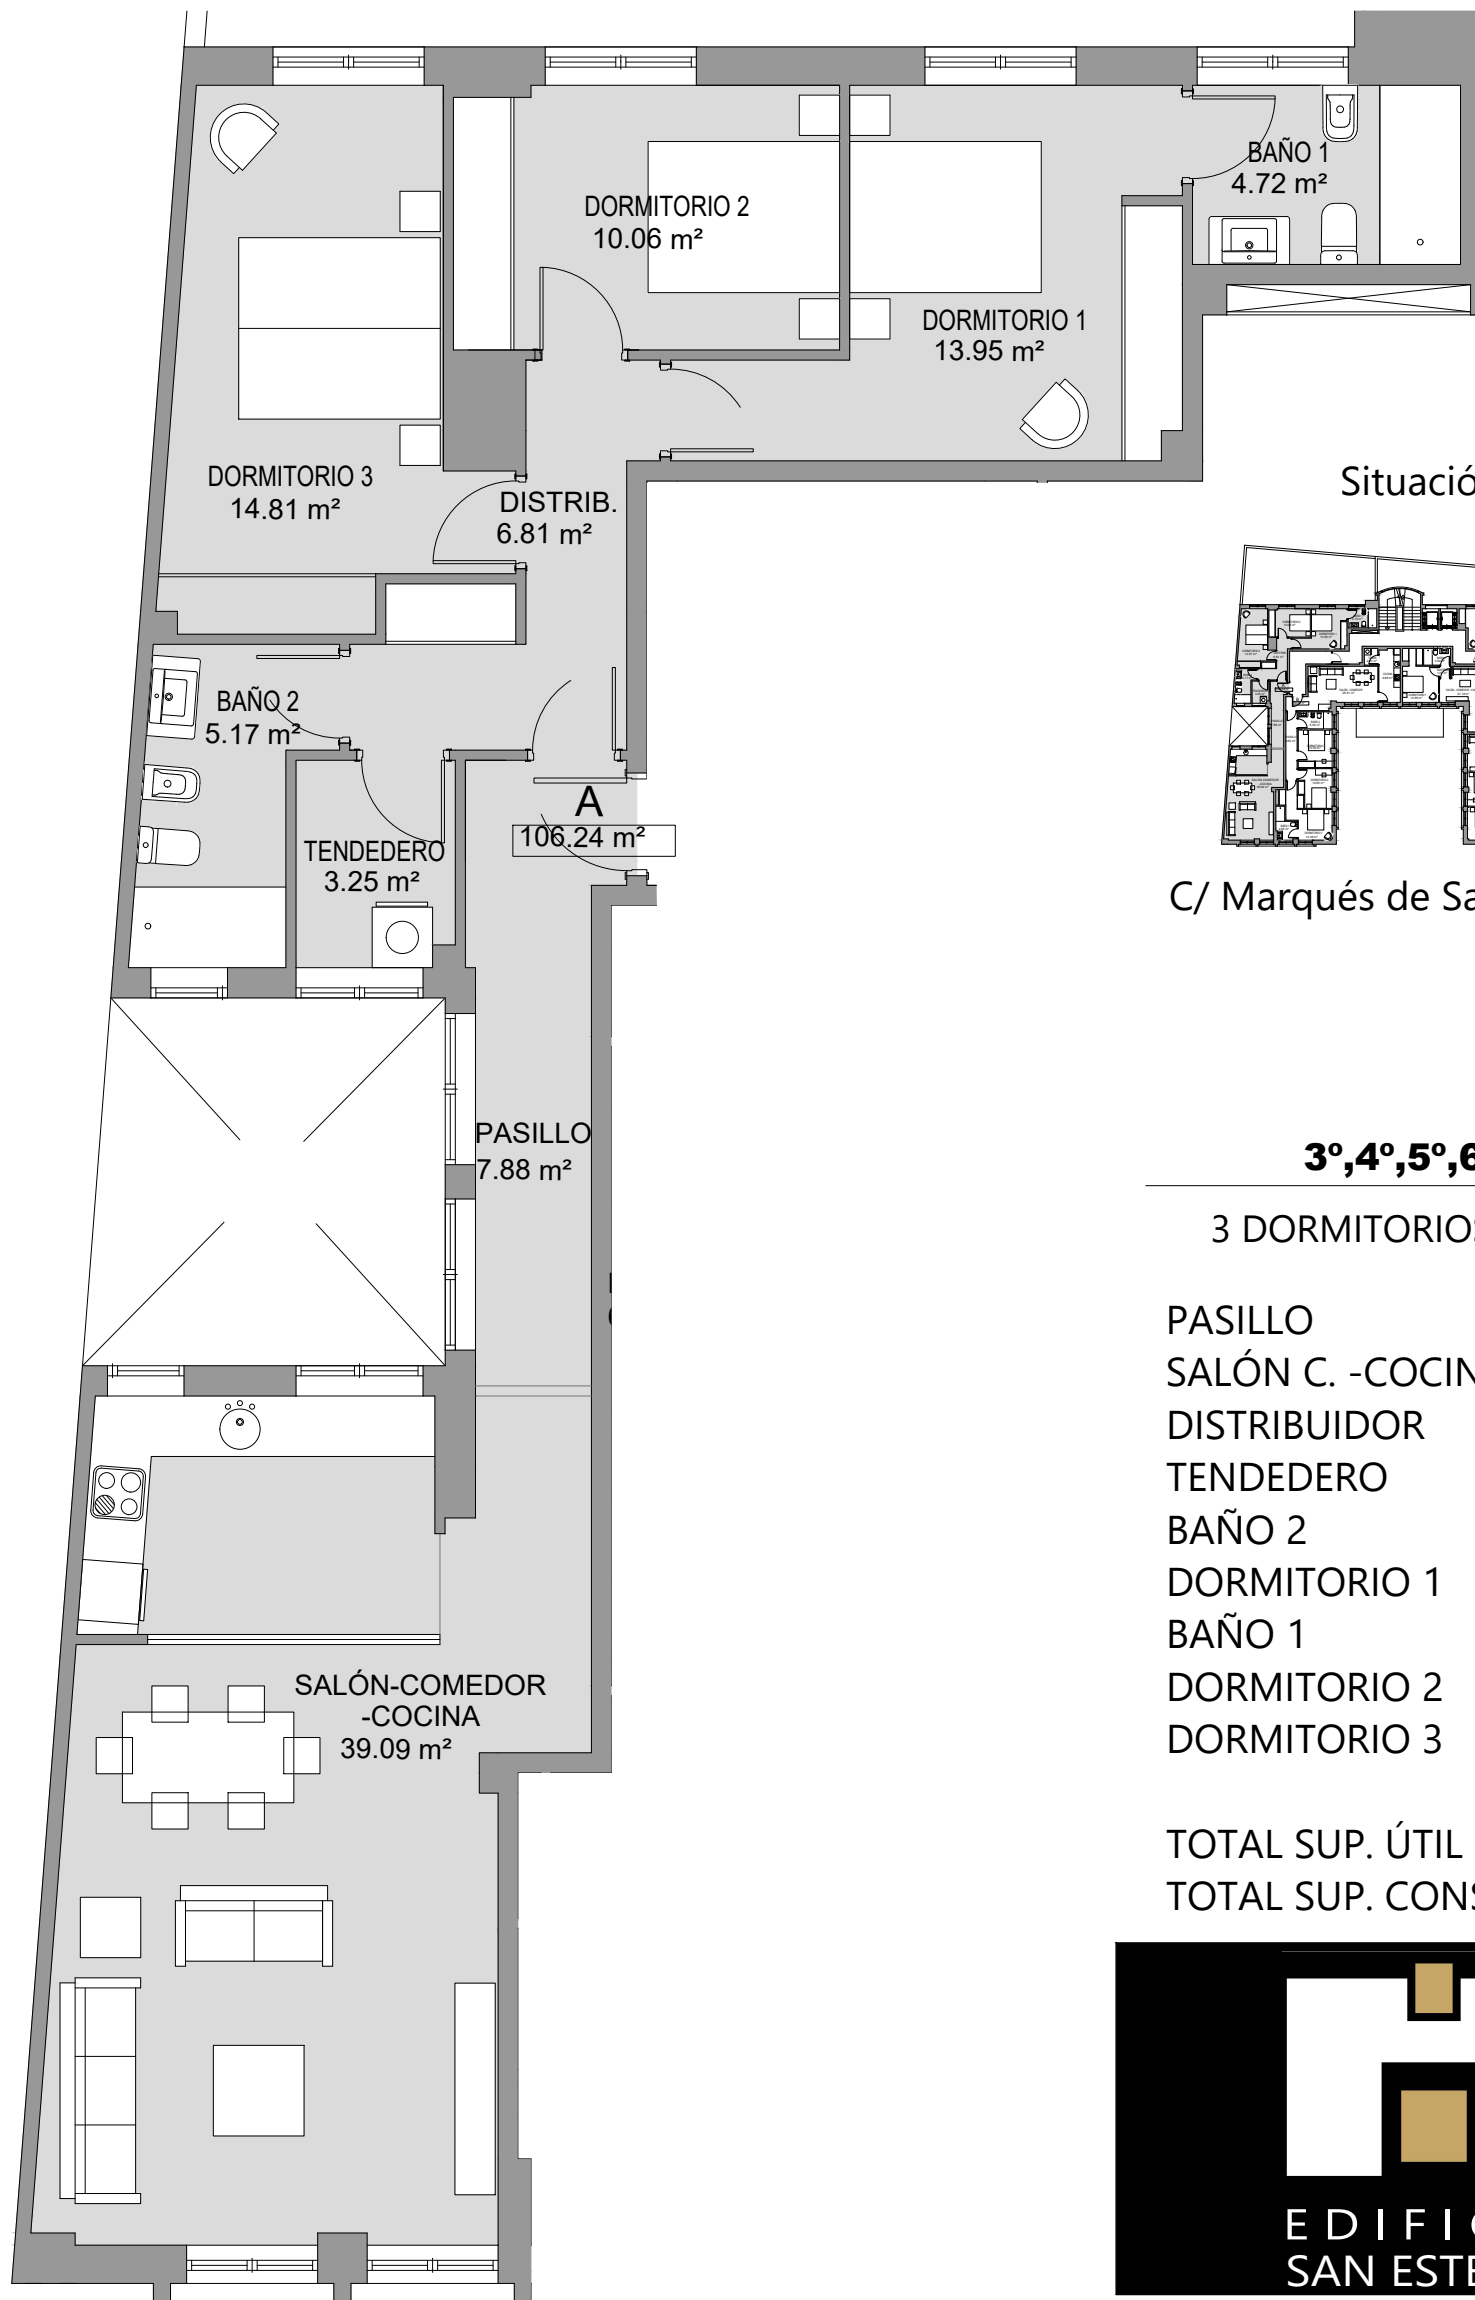 BAÑO 1
4.72 m²
DORMITORIO 2
10.06 m²
DORMITORIO 1
13.95 m²
DORMITORIO 3
14.81 m²
DISTRIB.
6.81 m²
Situació
BAÑO 2
5.17 m²
A
106.24 m²
TENDEDERO
3.25 m²
C/ Marqués de Sa
PASILLO
7.88 m²
3º,4º,5º,6
3 DORMITORIOS
PASILLO
SALÓN C. -COCIN
DISTRIBUIDOR
TENDEDERO
BAÑO 2
DORMITORIO 1
BAÑO 1
DORMITORIO 2
DORMITORIO 3
SALÓN-COMEDOR
-COCINA
39.09 m²
TOTAL SUP. ÚTIL
TOTAL SUP. CONS
EDIFIC
SAN ESTE